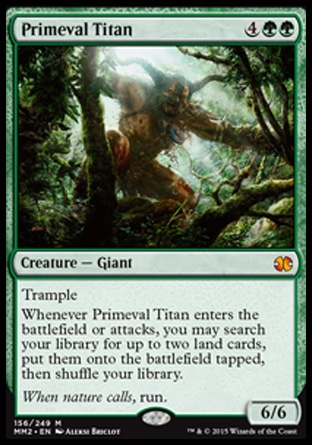 Primeval Titan 4
Creature — Giant
Trample
Whenever Primeval Titan enters the
battlefield or attacks, you may search
your library for up to two land cards,
put them onto the battlefield tapped,
then shuffle your library.
When nature calls, run.
156/249 M
MM2 • EN Aleksi Briclot
™ & © 2015 Wizards of the Coast
6/6